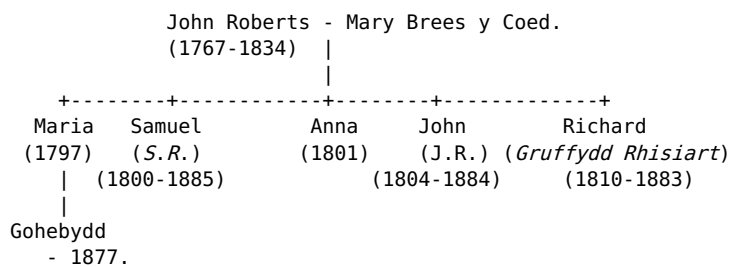 John Roberts - Mary Brees y Coed.
(1767-1834)
Maria Samuel Anna John Richard
(1797) (S.R.) (1801) (J.R.) (Gruffydd Rhisiart)
(1800-1885) (1804-1884) (1810-1883)
Gohebydd
- 1877.